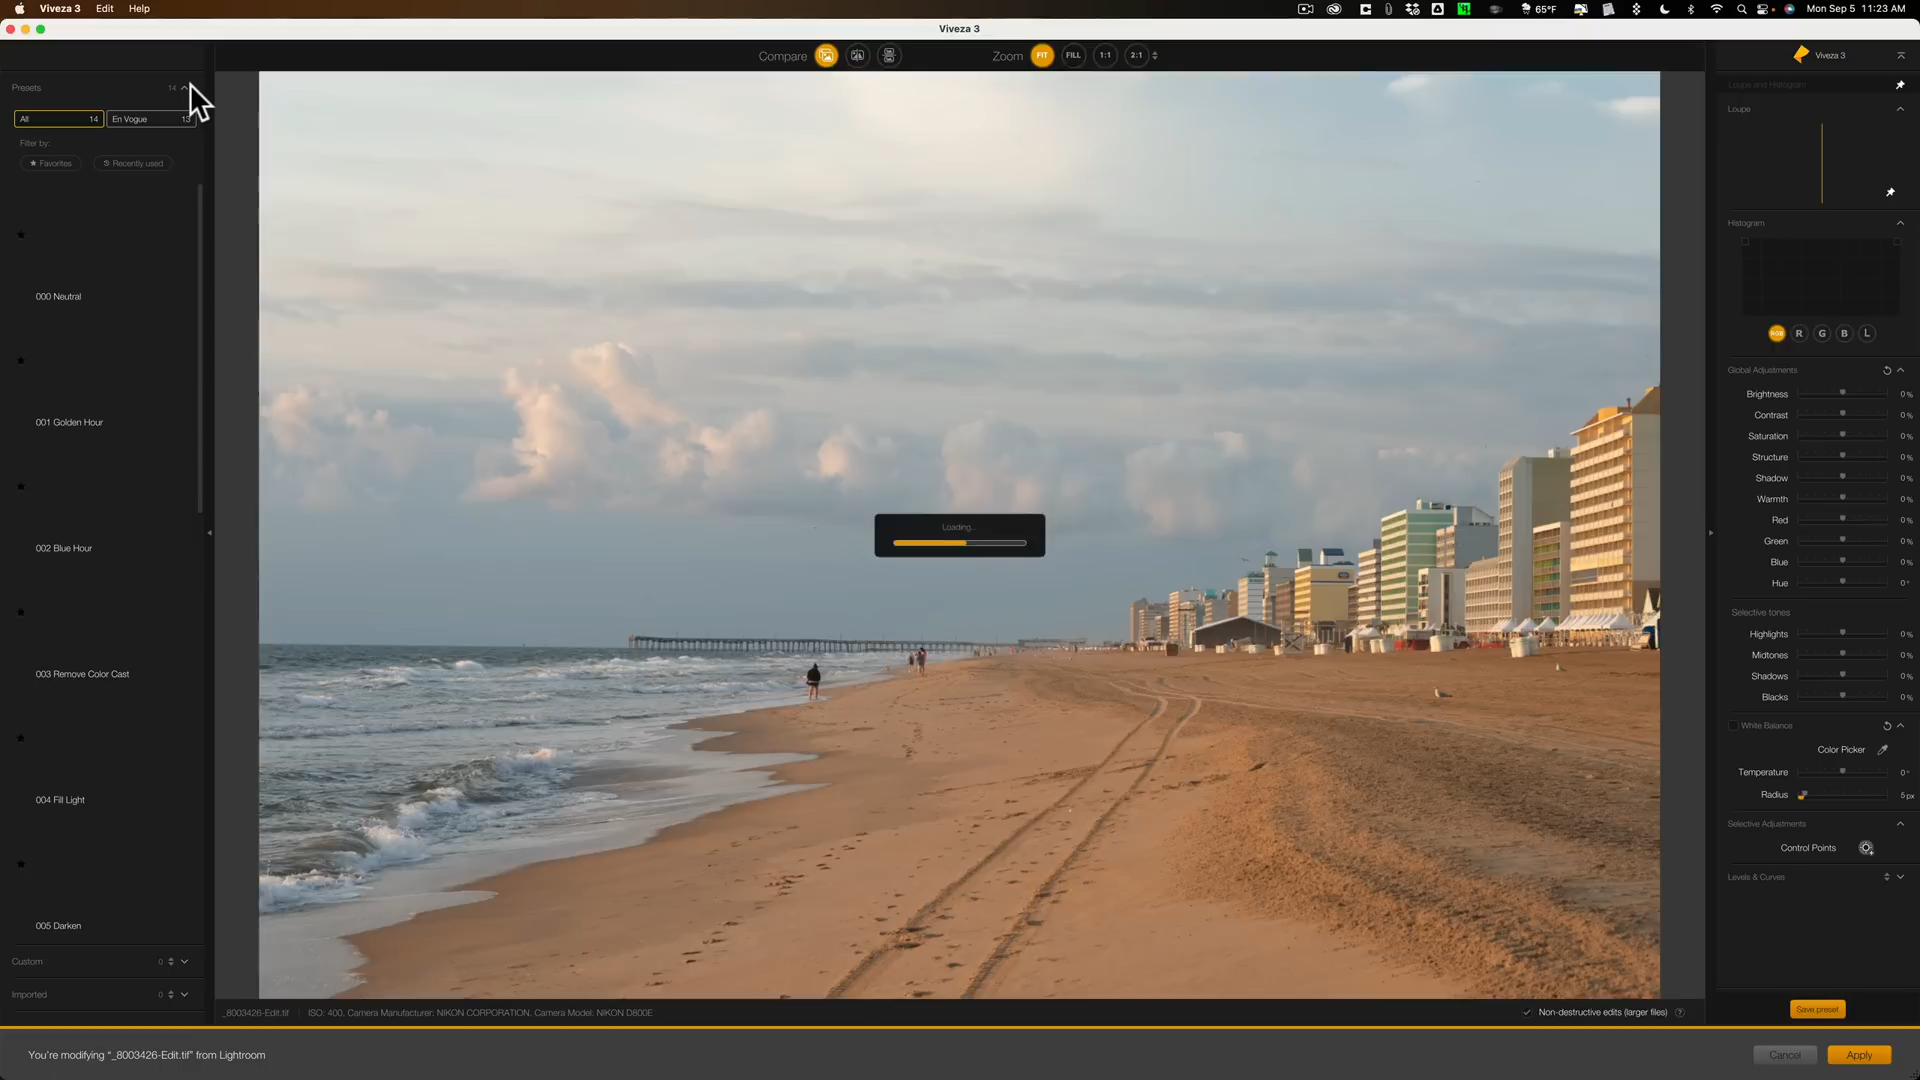 Viveza 3 Edit Help
65°F Mon Sep 5 11:23 AM
Viveza 3
Compare Zoom FIT FILL 1:1 2:1
Viveza 3
Presets 14
All 14 En Vogue 13
Filter by:
Favorites Recently used
000 Neutral
001 Golden Hour
002 Blue Hour
003 Remove Color Cast
004 Fill Light
005 Darken
Custom 0
Imported 0
Loading...
Loupe and Histogram
Loupe
Histogram
RGB R G B L
Global Adjustments
Brightness 0 %
Contrast 0 %
Saturation 0 %
Structure 0 %
Shadow 0 %
Warmth 0 %
Red 0 %
Green 0 %
Blue 0 %
Hue 0 °
Selective tones
Highlights 0 %
Midtones 0 %
Shadows 0 %
Blacks 0 %
White Balance
Color Picker
Temperature 0 °
Radius 5 px
Selective Adjustments
Control Points
Levels & Curves
Save preset
_8003426-Edit.tif ISO: 400, Camera Manufacturer: NIKON CORPORATION, Camera Model: NIKON D800E
Non-destructive edits (larger files) ?
You're modifying "_8003426-Edit.tif" from Lightroom
Cancel Apply